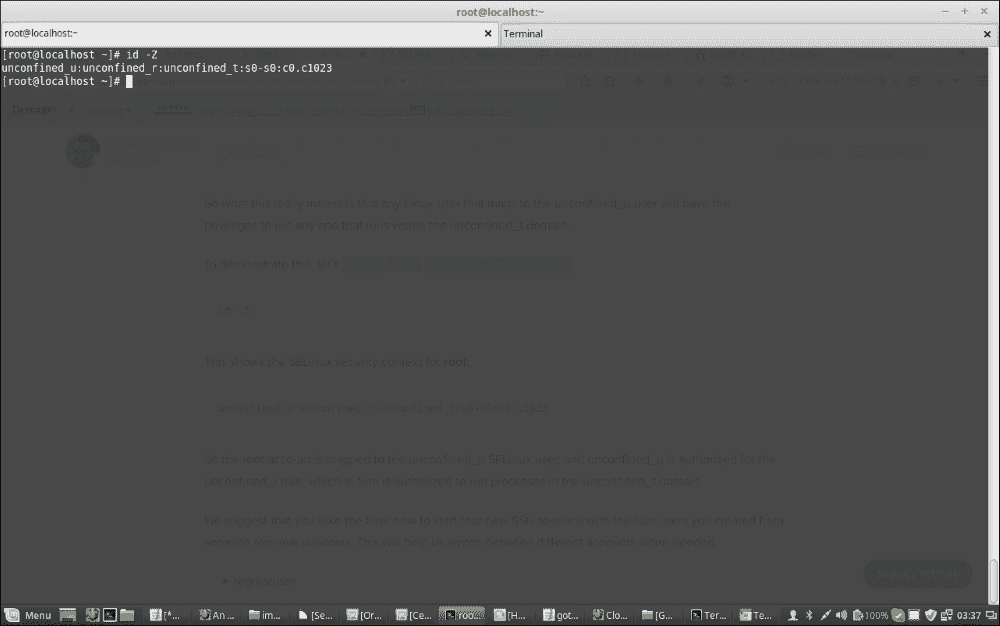 root@localhost:~
root@localhost:~
Terminal
[root@localhost ~]# id -Z
unconfined_u:unconfined_r:unconfined_t:s0-s0:c0.c1023
[root@localhost ~]#
So what this really means is that any Linux user that maps to the unconfined_u user will have the
privileges to run any app that runs within the unconfined_t domain
To demonstrate this, let's
id -Z
This shows the SELinux security context for root
unconfined_u:unconfined_r:unconfined_t:s0-s0:c0.c1023
So the root account is mapped to the unconfined_u SELinux user, and unconfined_u is authorized for the
unconfined_r role, which in turn is authorized to run processes in the unconfined_t domain.
We suggest that you take the time now to start four new SSH sessions with the four users you created from
separate terminal windows. This will help us switch between different accounts when needed.
• regularuser
Menu [*... An... im... [Se... [Or... [Ce... roo... [H... got... Clo... [G... Ter... Te... 100% 03:37